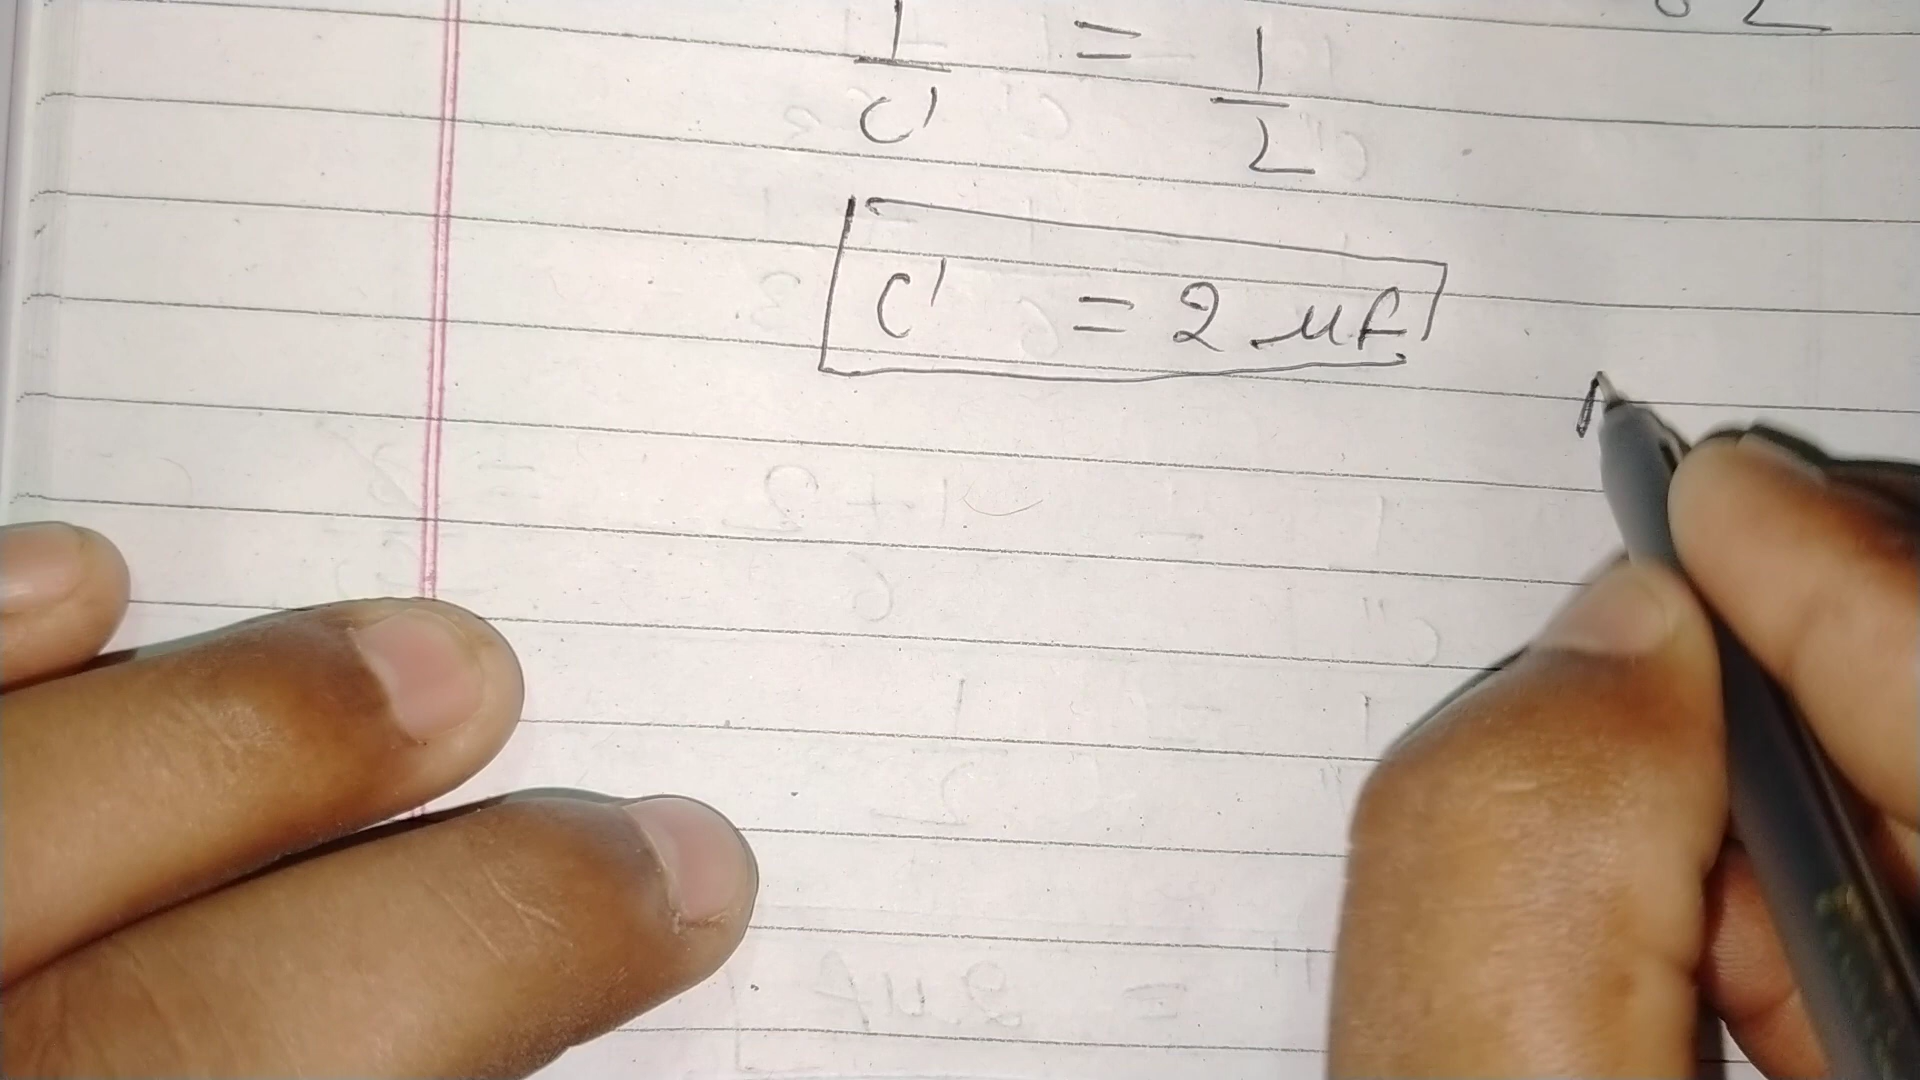 1/C' = 1/2
C' = 2 µf